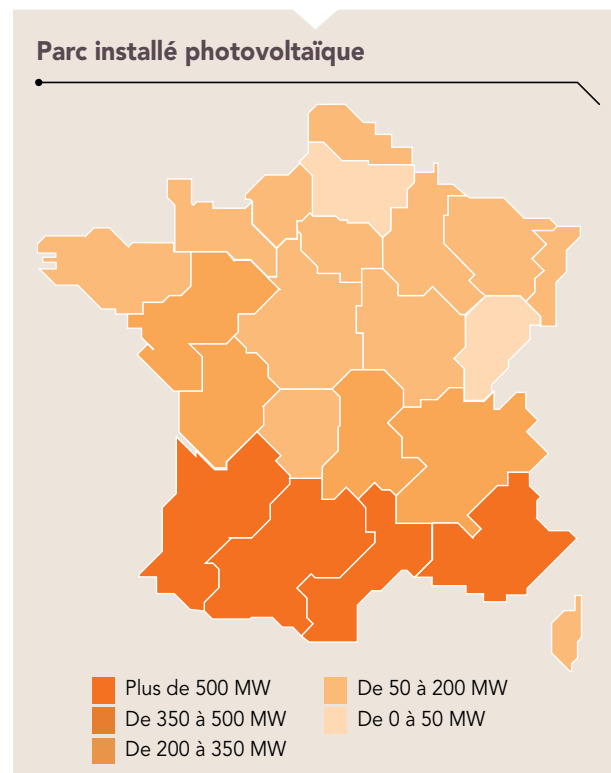 Parc installé photovoltaïque
Plus de 500 MW
De 350 à 500 MW
De 200 à 350 MW
De 50 à 200 MW
De 0 à 50 MW